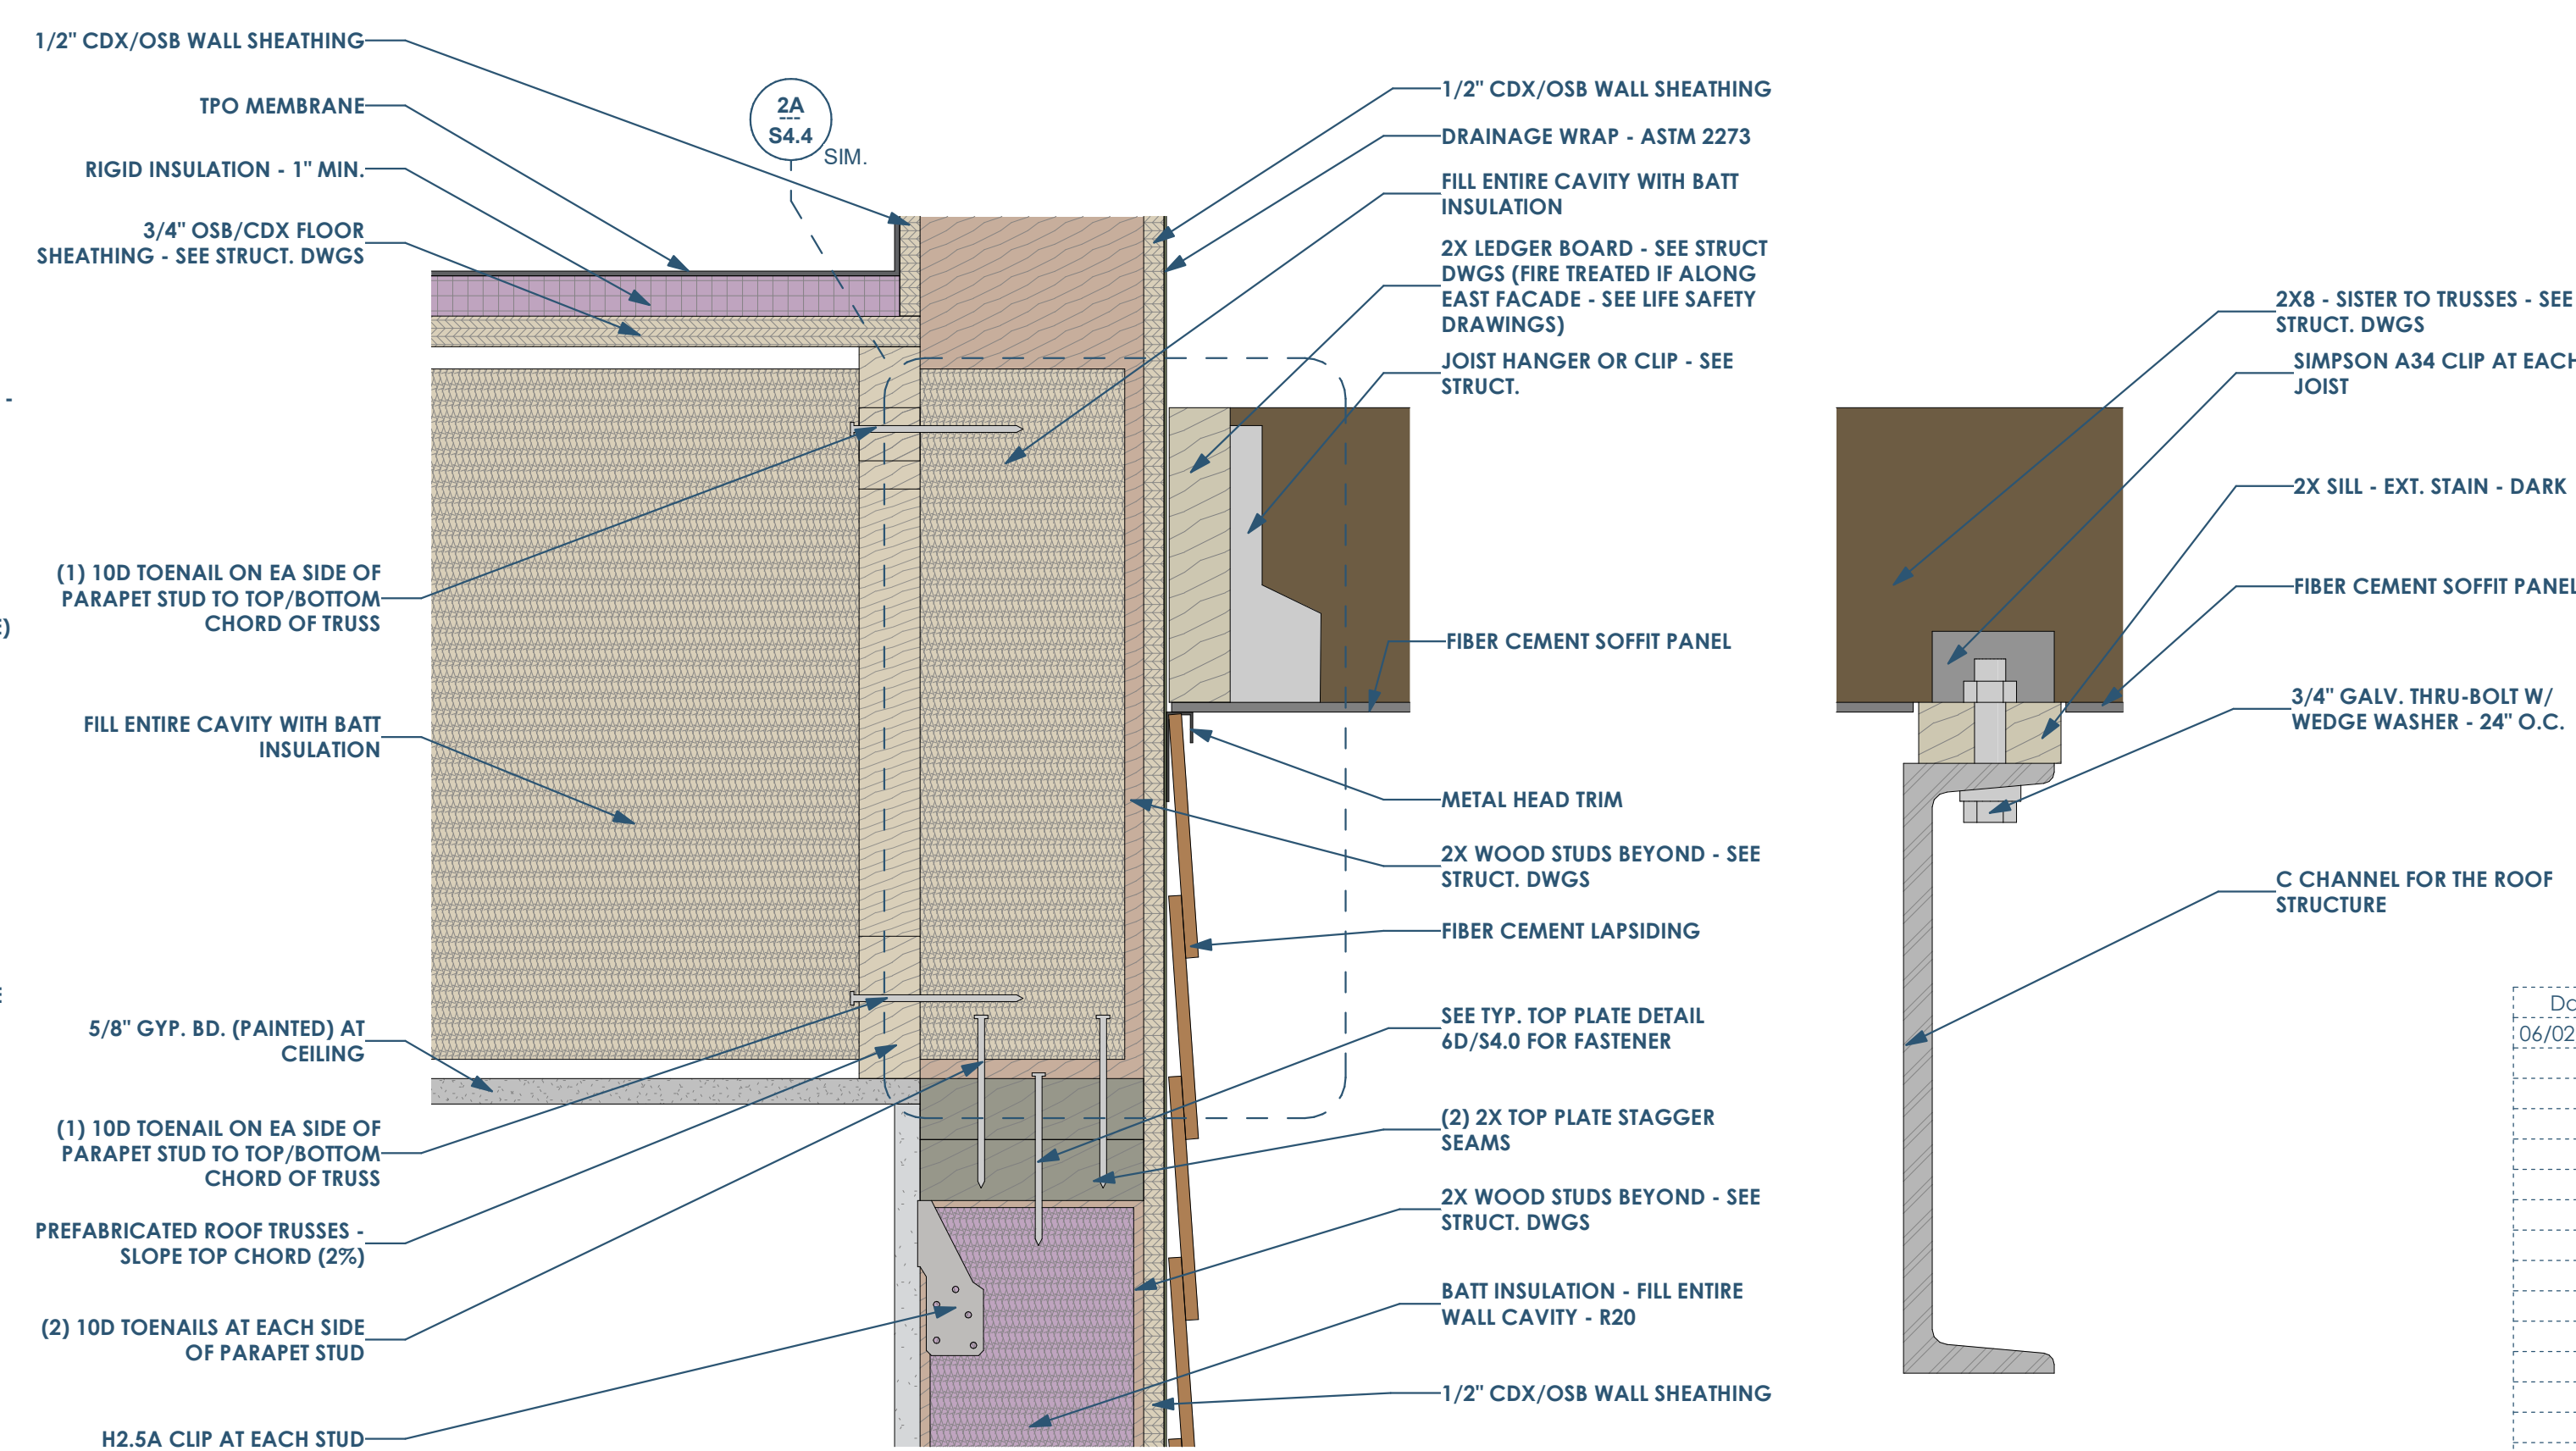 1/2" CDX/OSB WALL SHEATHING
TPO MEMBRANE
RIGID INSULATION - 1" MIN.
3/4" OSB/CDX FLOOR
SHEATHING - SEE STRUCT. DWGS
(1) 10D TOENAIL ON EA SIDE OF
PARAPET STUD TO TOP/BOTTOM
CHORD OF TRUSS
FILL ENTIRE CAVITY WITH BATT
INSULATION
5/8" GYP. BD. (PAINTED) AT
CEILING
(1) 10D TOENAIL ON EA SIDE OF
PARAPET STUD TO TOP/BOTTOM
CHORD OF TRUSS
PREFABRICATED ROOF TRUSSES -
SLOPE TOP CHORD (2%)
(2) 10D TOENAILS AT EACH SIDE
OF PARAPET STUD
H2.5A CLIP AT EACH STUD
2A
S4.4
SIM.
1/2" CDX/OSB WALL SHEATHING
DRAINAGE WRAP - ASTM 2273
FILL ENTIRE CAVITY WITH BATT
INSULATION
2X LEDGER BOARD - SEE STRUCT
DWGS (FIRE TREATED IF ALONG
EAST FACADE - SEE LIFE SAFETY
DRAWINGS)
JOIST HANGER OR CLIP - SEE
STRUCT.
FIBER CEMENT SOFFIT PANEL
METAL HEAD TRIM
2X WOOD STUDS BEYOND - SEE
STRUCT. DWGS
FIBER CEMENT LAPSIDING
SEE TYP. TOP PLATE DETAIL
6D/S4.0 FOR FASTENER
(2) 2X TOP PLATE STAGGER
SEAMS
2X WOOD STUDS BEYOND - SEE
STRUCT. DWGS
BATT INSULATION - FILL ENTIRE
WALL CAVITY - R20
1/2" CDX/OSB WALL SHEATHING
2X8 - SISTER TO TRUSSES - SEE
STRUCT. DWGS
SIMPSON A34 CLIP AT EACH
JOIST
2X SILL - EXT. STAIN - DARK
FIBER CEMENT SOFFIT PANEL
3/4" GALV. THRU-BOLT W/
WEDGE WASHER - 24" O.C.
C CHANNEL FOR THE ROOF
STRUCTURE
06/02